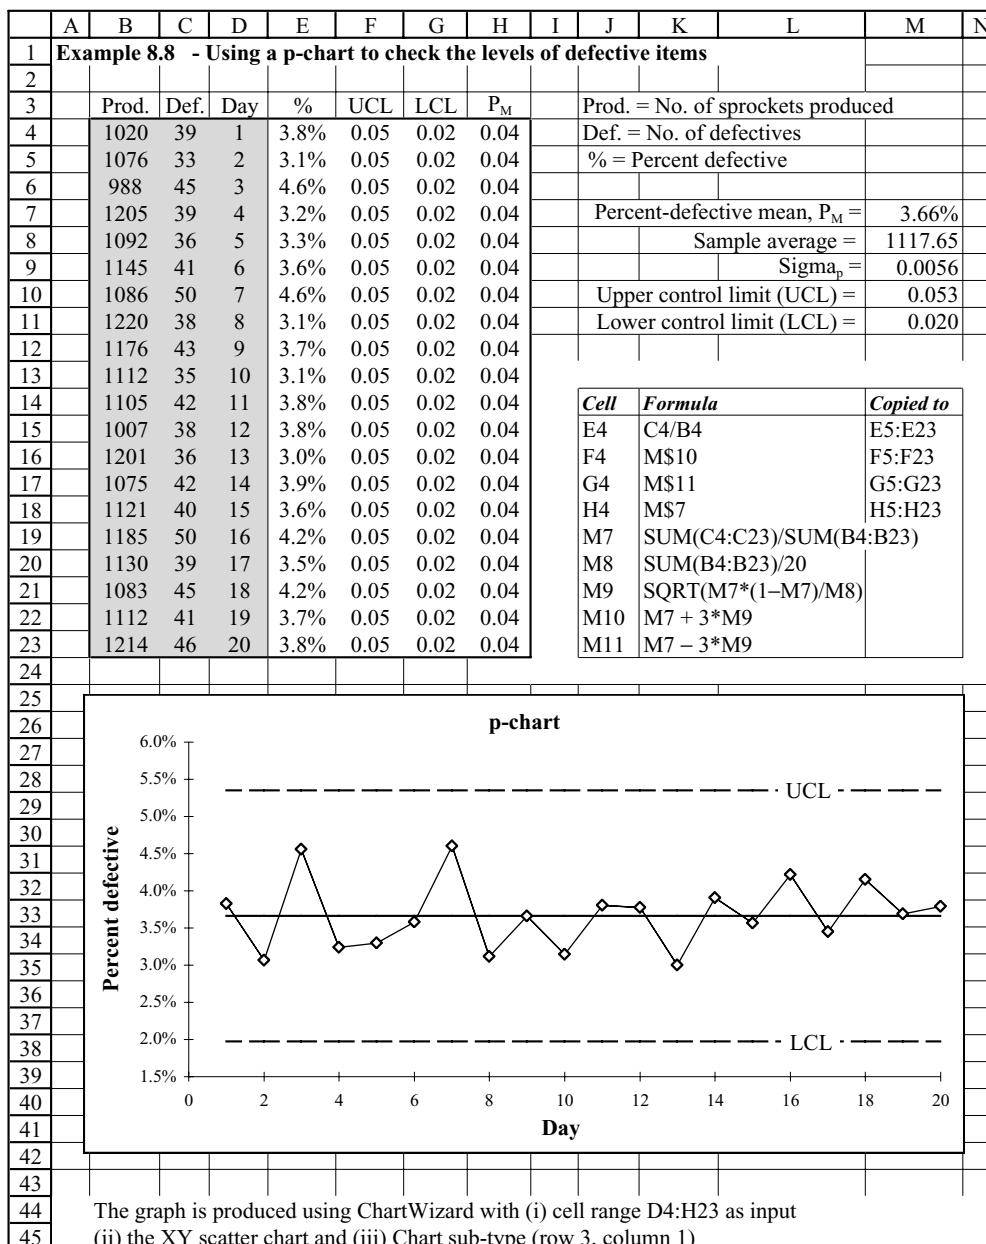 A B C D E F G H I J K L M N
1 Example 8.8 - Using a p-chart to check the levels of defective items
2
3 Prod. Def. Day % UCL LCL P_M Prod. = No. of sprockets produced
4 1020 39 1 3.8% 0.05 0.02 0.04 Def. = No. of defectives
5 1076 33 2 3.1% 0.05 0.02 0.04 % = Percent defective
6 988 45 3 4.6% 0.05 0.02 0.04
7 1205 39 4 3.2% 0.05 0.02 0.04 Percent-defective mean, P_M = 3.66%
8 1092 36 5 3.3% 0.05 0.02 0.04 Sample average = 1117.65
9 1145 41 6 3.6% 0.05 0.02 0.04 Sigma_p = 0.0056
10 1086 50 7 4.6% 0.05 0.02 0.04 Upper control limit (UCL) = 0.053
11 1220 38 8 3.1% 0.05 0.02 0.04 Lower control limit (LCL) = 0.020
12 1176 43 9 3.7% 0.05 0.02 0.04
13 1112 35 10 3.1% 0.05 0.02 0.04
14 1105 42 11 3.8% 0.05 0.02 0.04 Cell Formula Copied to
15 1007 38 12 3.8% 0.05 0.02 0.04 E4 C4/B4 E5:E23
16 1201 36 13 3.0% 0.05 0.02 0.04 F4 M$10 F5:F23
17 1075 42 14 3.9% 0.05 0.02 0.04 G4 M$11 G5:G23
18 1121 40 15 3.6% 0.05 0.02 0.04 H4 M$7 H5:H23
19 1185 50 16 4.2% 0.05 0.02 0.04 M7 SUM(C4:C23)/SUM(B4:B23)
20 1130 39 17 3.5% 0.05 0.02 0.04 M8 SUM(B4:B23)/20
21 1083 45 18 4.2% 0.05 0.02 0.04 M9 SQRT(M7*(1–M7)/M8)
22 1112 41 19 3.7% 0.05 0.02 0.04 M10 M7 + 3*M9
23 1214 46 20 3.8% 0.05 0.02 0.04 M11 M7 – 3*M9
24
25
26
27
28
29
30
31
32
33
34
35
36
37
38
39
40
41
42
43
p-chart
6.0%
5.5%
5.0%
4.5%
4.0%
3.5%
3.0%
2.5%
2.0%
1.5%
Percent defective
UCL
LCL
0 2 4 6 8 10 12 14 16 18 20
Day
44 The graph is produced using ChartWizard with (i) cell range D4:H23 as input
45 (ii) the XY scatter chart and (iii) Chart sub-type (row 3, column 1)